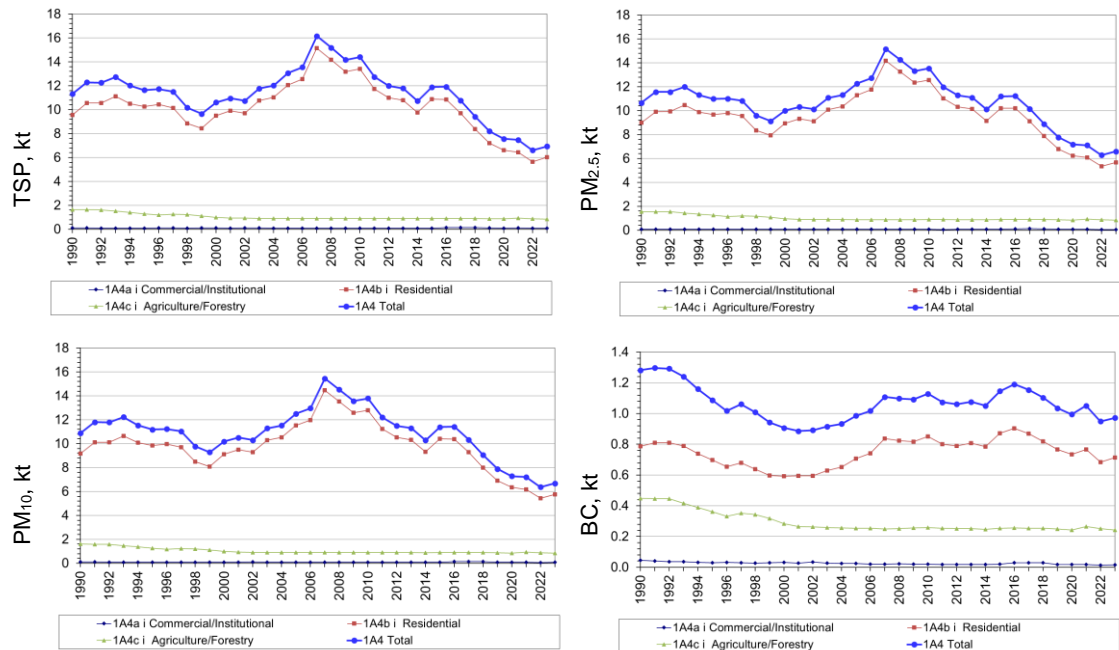 TSP, kt
18
16
14
12
10
8
6
4
2
0
1990 1992 1994 1996 1998 2000 2002 2004 2006 2008 2010 2012 2014 2016 2018 2020 2022
1A4a i Commercial/Institutional 1A4b i Residential
1A4c i Agriculture/Forestry 1A4 Total
PM2.5, kt
18
16
14
12
10
8
6
4
2
0
1990 1992 1994 1996 1998 2000 2002 2004 2006 2008 2010 2012 2014 2016 2018 2020 2022
1A4a i Commercial/Institutional 1A4b i Residential
1A4c i Agriculture/Forestry 1A4 Total
PM10, kt
18
16
14
12
10
8
6
4
2
0
1990 1992 1994 1996 1998 2000 2002 2004 2006 2008 2010 2012 2014 2016 2018 2020 2022
1A4a i Commercial/Institutional 1A4b i Residential
1A4c i Agriculture/Forestry 1A4 Total
BC, kt
1.4
1.2
1.0
0.8
0.6
0.4
0.2
0.0
1990 1992 1994 1996 1998 2000 2002 2004 2006 2008 2010 2012 2014 2016 2018 2020 2022
1A4a i Commercial/Institutional 1A4b i Residential
1A4c i Agriculture/Forestry 1A4 Total